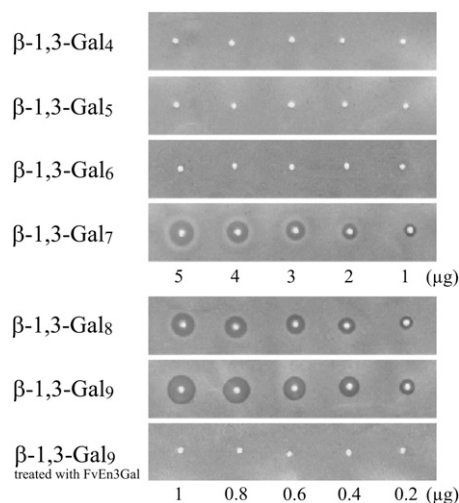 β-1,3-Gal4
β-1,3-Gal5
β-1,3-Gal6
β-1,3-Gal7
5 4 3 2 1 (μg)
β-1,3-Gal8
β-1,3-Gal9
β-1,3-Gal9
treated with FvEn3Gal
1 0.8 0.6 0.4 0.2 (μg)